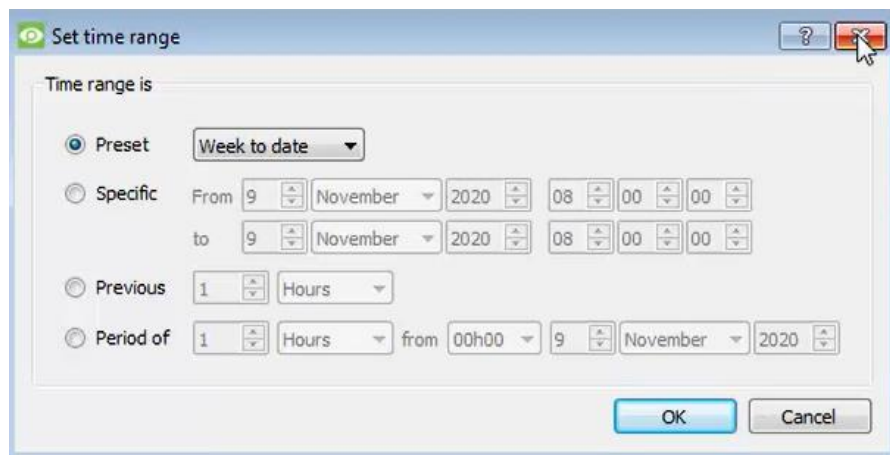 Set time range ?
Time range is
Preset Week to date
Specific From 9 November 2020 08 00 00
to 9 November 2020 08 00 00
Previous 1 Hours
Period of 1 Hours from 00h00 9 November 2020
OK Cancel